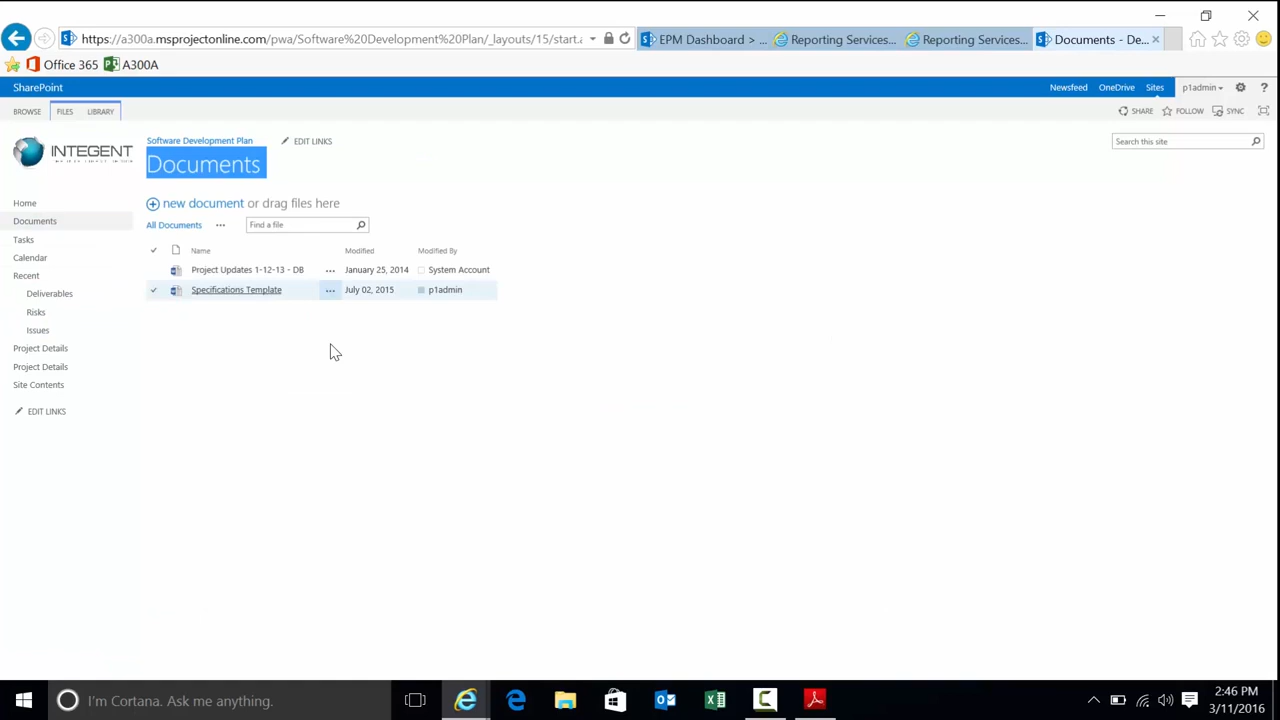 https://a300a.msprojectonline.com/pwa/Software%20Development%20Plan/_layouts/15/start.a
EPM Dashboard > ...
Reporting Services...
Reporting Services...
Documents - De...
Office 365
A300A
SharePoint
Newsfeed
OneDrive
Sites
p1admin
?
BROWSE
FILES
LIBRARY
SHARE
FOLLOW
SYNC
INTEGENT
Software Development Plan
EDIT LINKS
Search this site
Documents
Home
Documents
Tasks
Calendar
Recent
Deliverables
Risks
Issues
Project Details
Project Details
Site Contents
EDIT LINKS
new document or drag files here
All Documents ...
Find a file
Name Modified Modified By
Project Updates 1-12-13 - DB ... January 25, 2014 System Account
Specifications Template ... July 02, 2015 p1admin
I'm Cortana. Ask me anything.
2:46 PM
3/11/2016